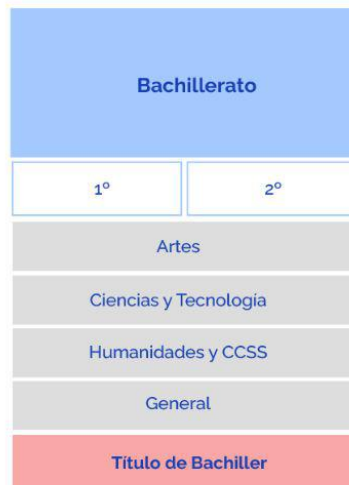 Bachillerato
1º 2º
Artes
Ciencias y Tecnología
Humanidades y CCSS
General
Título de Bachiller